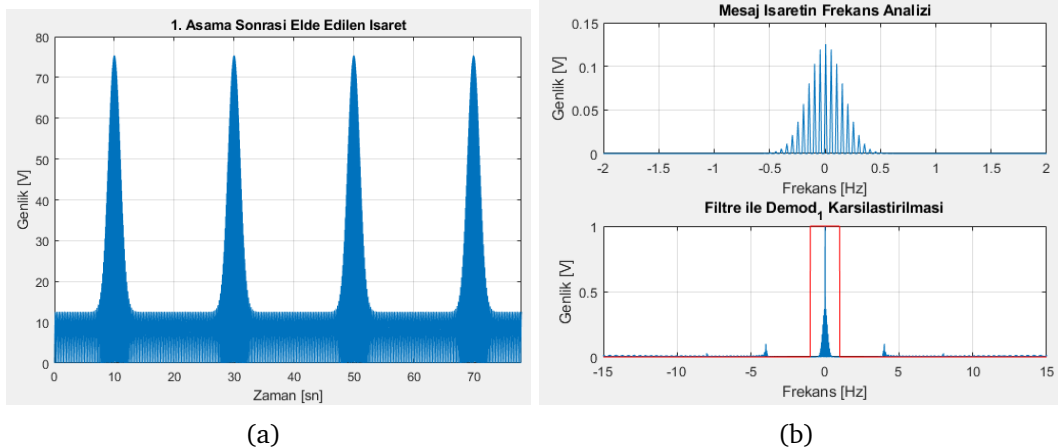 1. Asama Sonrasi Elde Edilen Isaret
Genlik [V]
80
70
60
50
40
30
20
10
0
0 10 20 30 40 50 60 70
Zaman [sn]
(a)
Mesaj Isaretin Frekans Analizi
Genlik [V]
0.15
0.1
0.05
0
-2 -1.5 -1 -0.5 0 0.5 1 1.5 2
Frekans [Hz]
Filtre ile Demod1 Karsilastirilmasi
Genlik [V]
1
0.5
0
-15 -10 -5 0 5 10 15
Frekans [Hz]
(b)